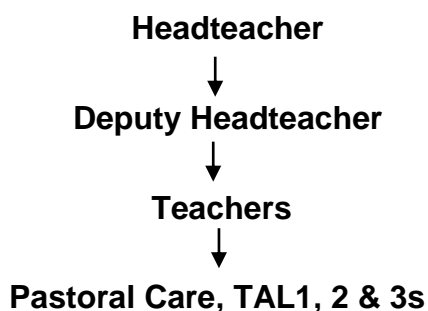 Headteacher
Deputy Headteacher
Teachers
Pastoral Care, TAL1, 2 & 3s